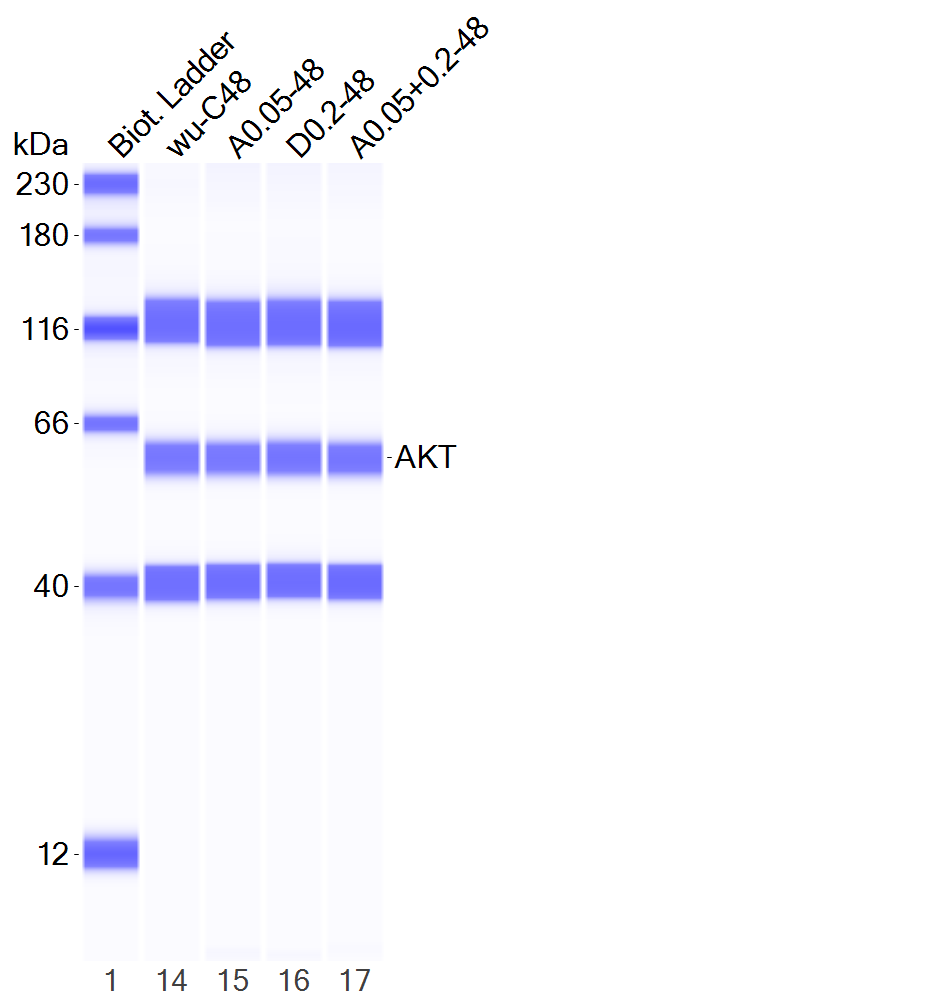 Biot. Ladder
wu-C48
A0.05-48
D0.2-48
A0.05+0.2-48
kDa
230
180
116
66
AKT
40
12
1 14 15 16 17